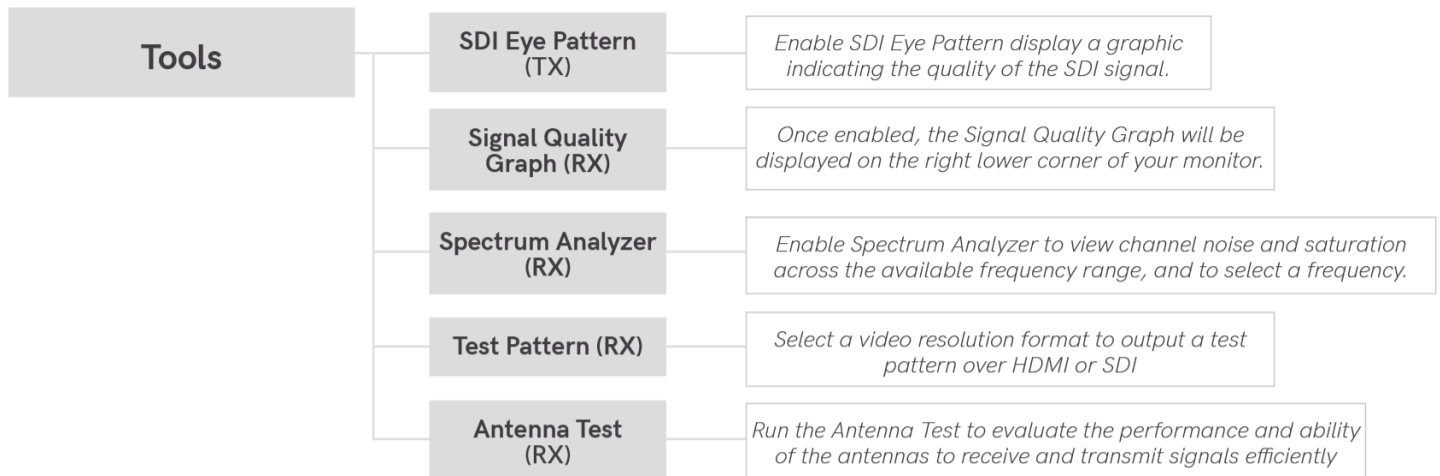 Tools
SDI Eye Pattern
(TX)
Enable SDI Eye Pattern display a graphic
indicating the quality of the SDI signal.
Signal Quality
Graph (RX)
Once enabled, the Signal Quality Graph will be
displayed on the right lower corner of your monitor.
Spectrum Analyzer
(RX)
Enable Spectrum Analyzer to view channel noise and saturation
across the available frequency range, and to select a frequency.
Test Pattern (RX)
Select a video resolution format to output a test
pattern over HDMI or SDI
Antenna Test
(RX)
Run the Antenna Test to evaluate the performance and ability
of the antennas to receive and transmit signals efficiently